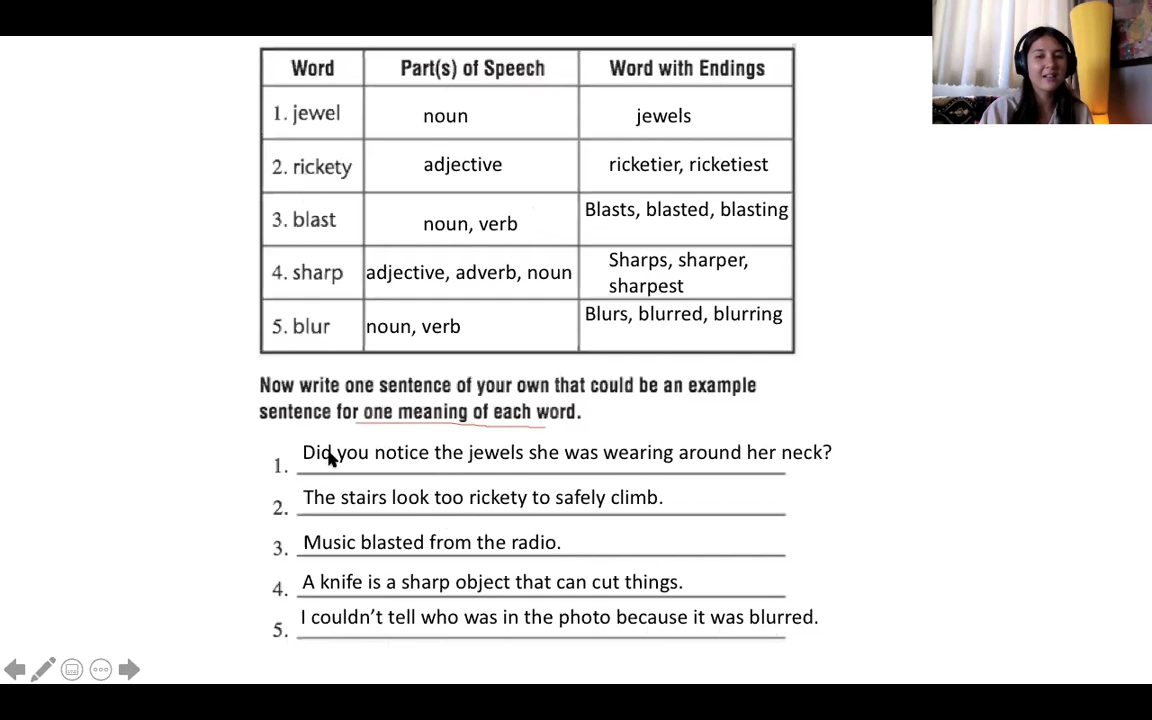 Word Part(s) of Speech Word with Endings
1. jewel noun jewels
2. rickety adjective ricketier, ricketiest
3. blast noun, verb Blasts, blasted, blasting
4. sharp adjective, adverb, noun Sharps, sharper,
sharpest
5. blur noun, verb Blurs, blurred, blurring
Now write one sentence of your own that could be an example
sentence for one meaning of each word.
1. Did you notice the jewels she was wearing around her neck?
2. The stairs look too rickety to safely climb.
3. Music blasted from the radio.
4. A knife is a sharp object that can cut things.
5. I couldn’t tell who was in the photo because it was blurred.